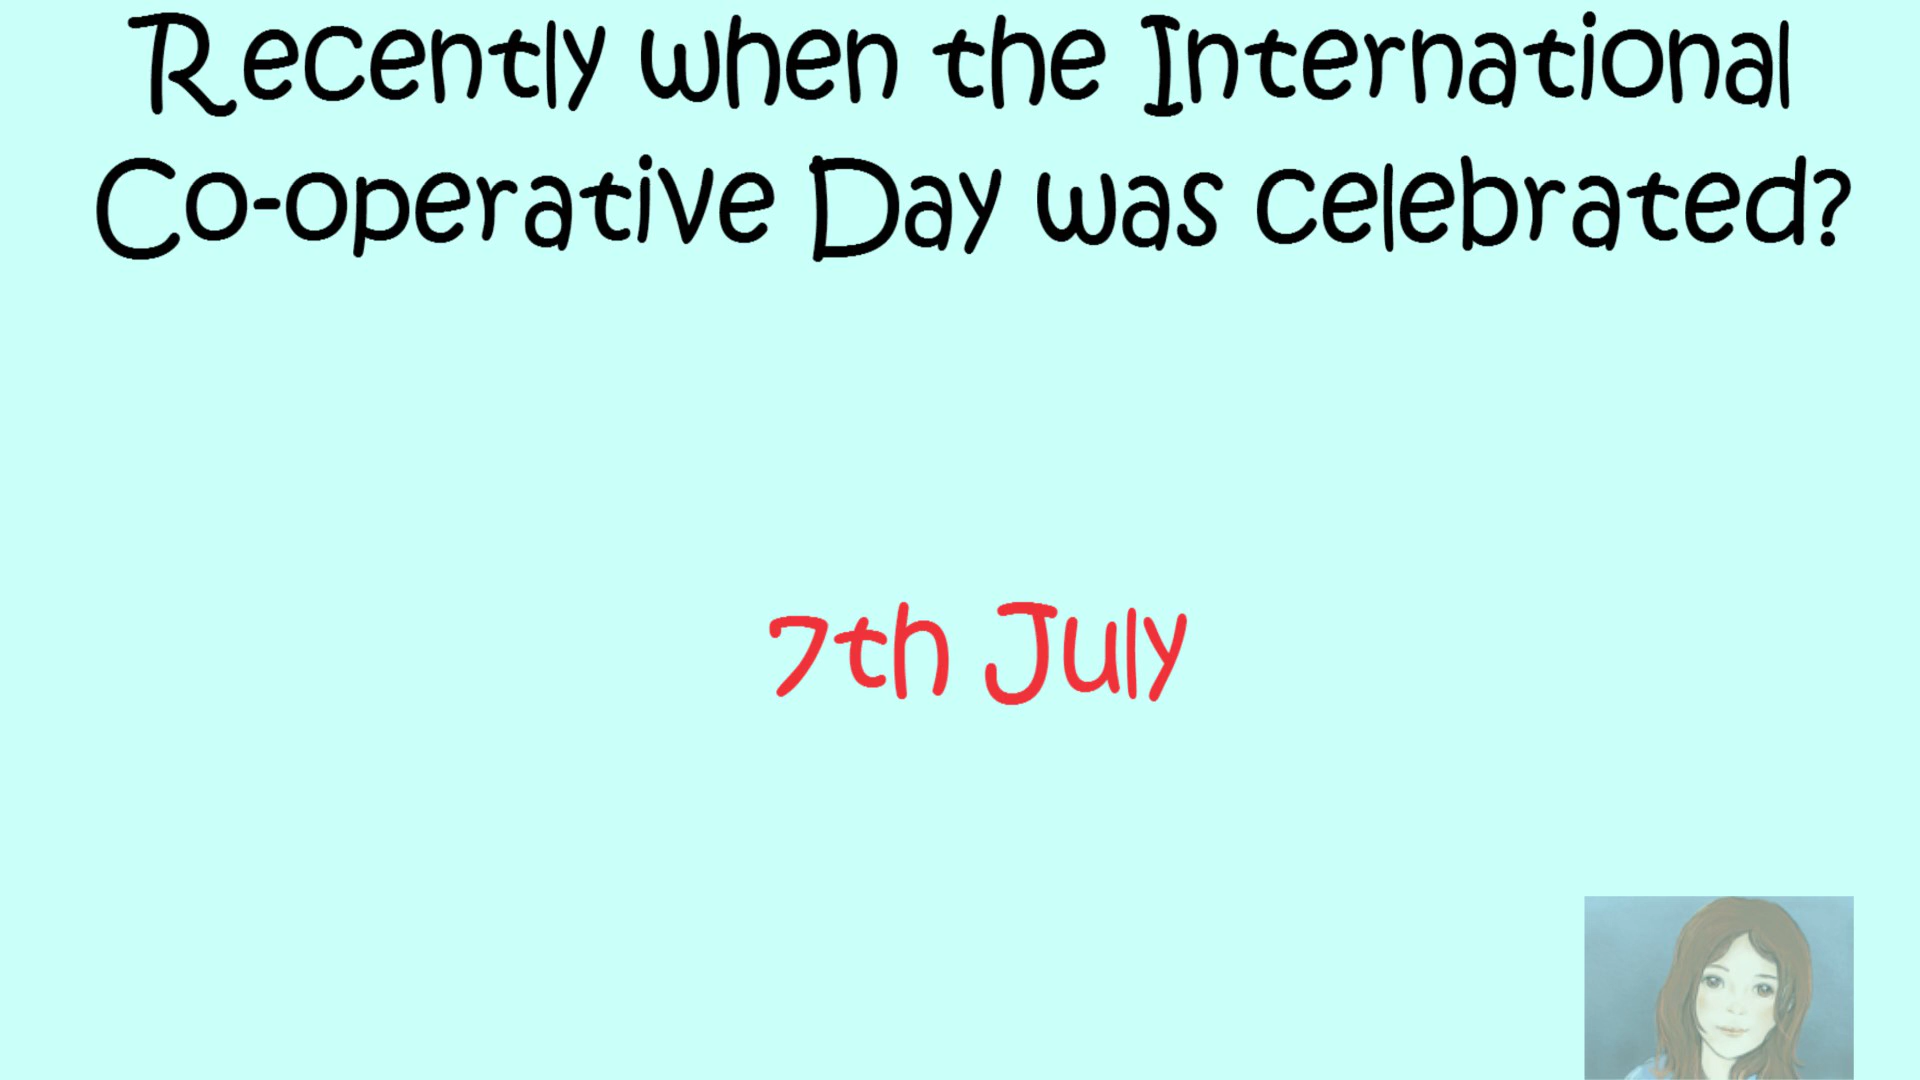 Recently when the International
Co-operative Day was celebrated?
7th July